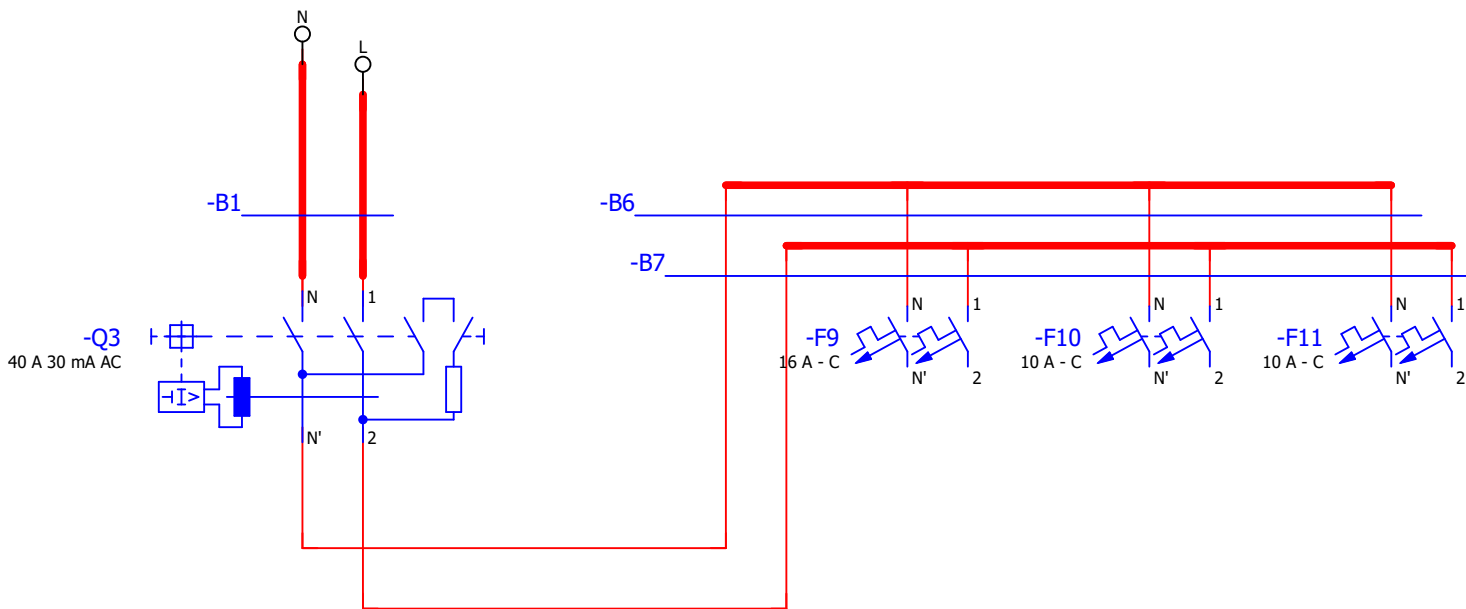 N
L
-B1
-B6
-B7
N 1
N 1
N 1
N 1
-Q3
40 A 30 mA AC
-F9
16 A - C
-F10
10 A - C
-F11
10 A - C
N' 2
N' 2
N' 2
I>
N' 2